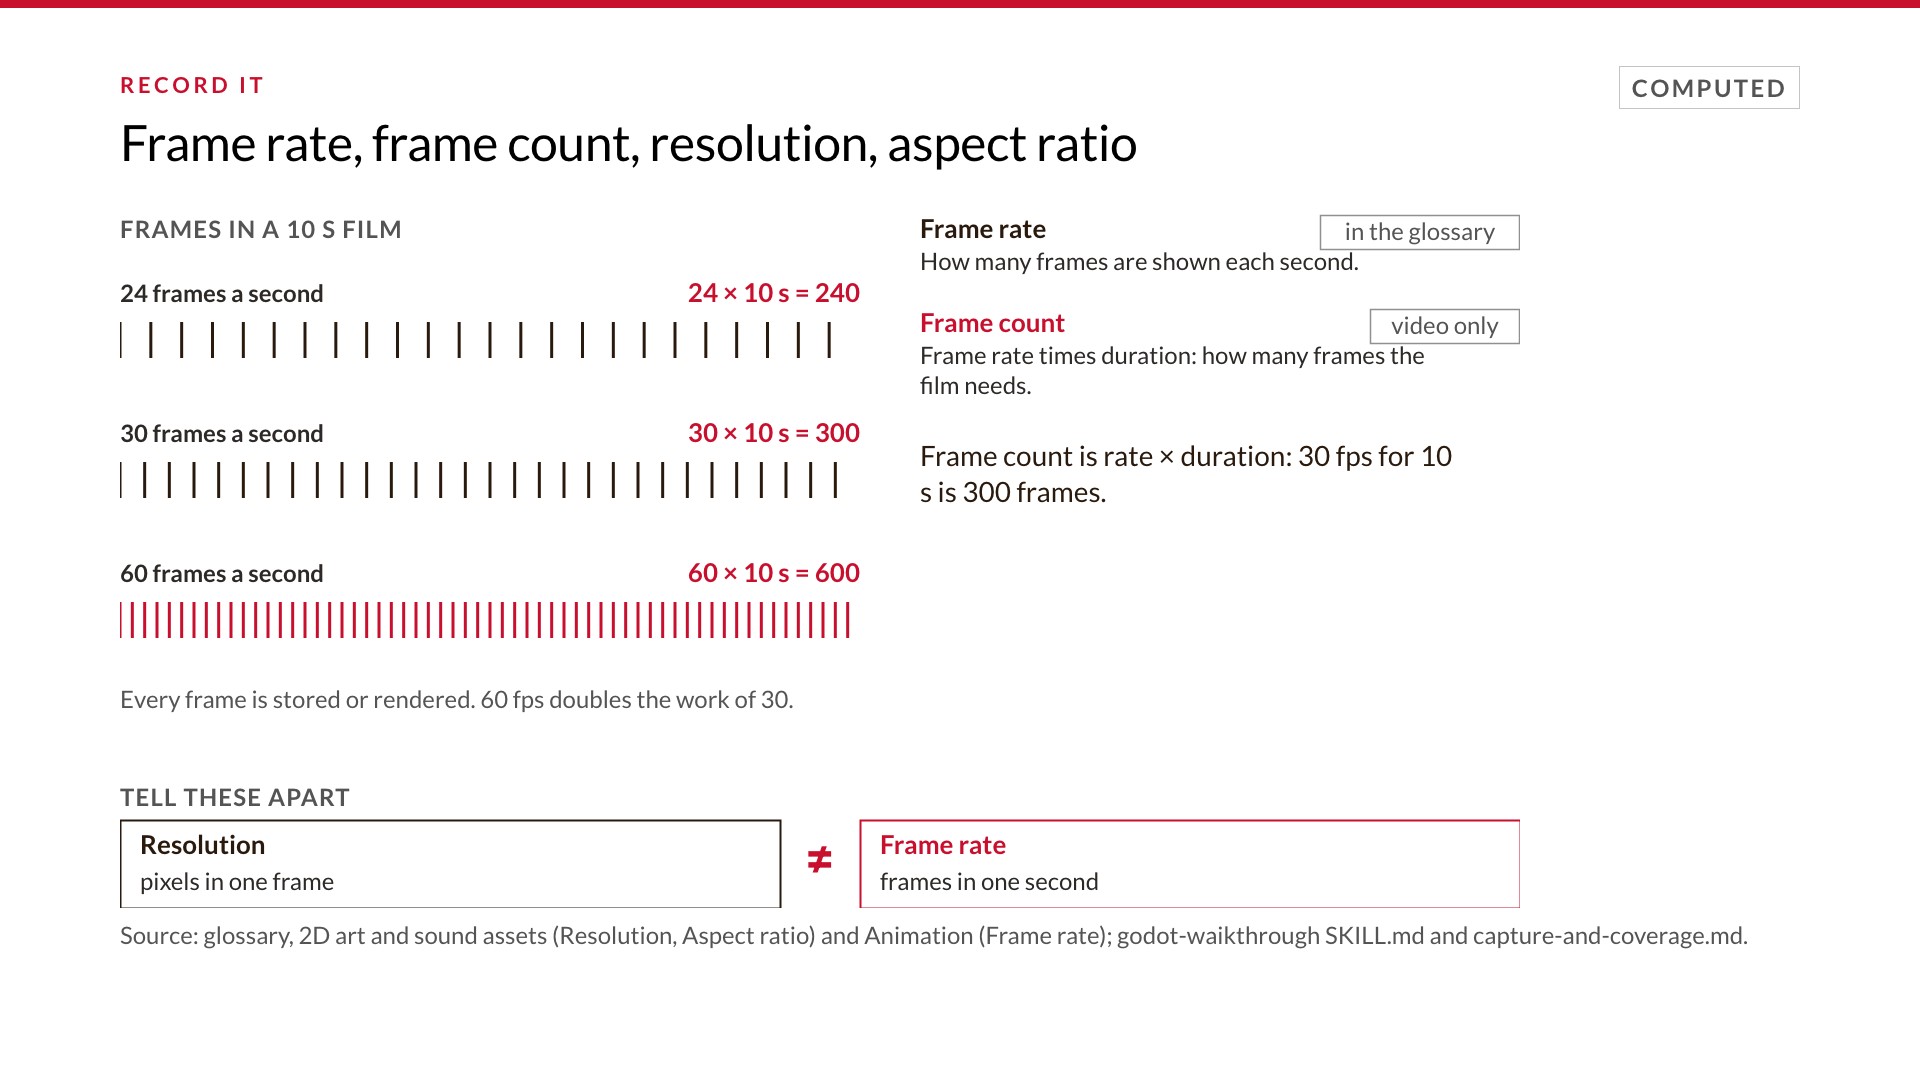 RECORD IT
COMPUTED
Frame rate, frame count, resolution, aspect ratio
FRAMES IN A 10 S FILM
24 frames a second
24 × 10 s = 240
30 frames a second
30 × 10 s = 300
60 frames a second
60 × 10 s = 600
Every frame is stored or rendered. 60 fps doubles the work of 30.
Frame rate
in the glossary
How many frames are shown each second.
Frame count
video only
Frame rate times duration: how many frames the
film needs.
Frame count is rate × duration: 30 fps for 10
s is 300 frames.
TELL THESE APART
Resolution
pixels in one frame
≠
Frame rate
frames in one second
Source: glossary, 2D art and sound assets (Resolution, Aspect ratio) and Animation (Frame rate); godot-waikthrough SKILL.md and capture-and-coverage.md.